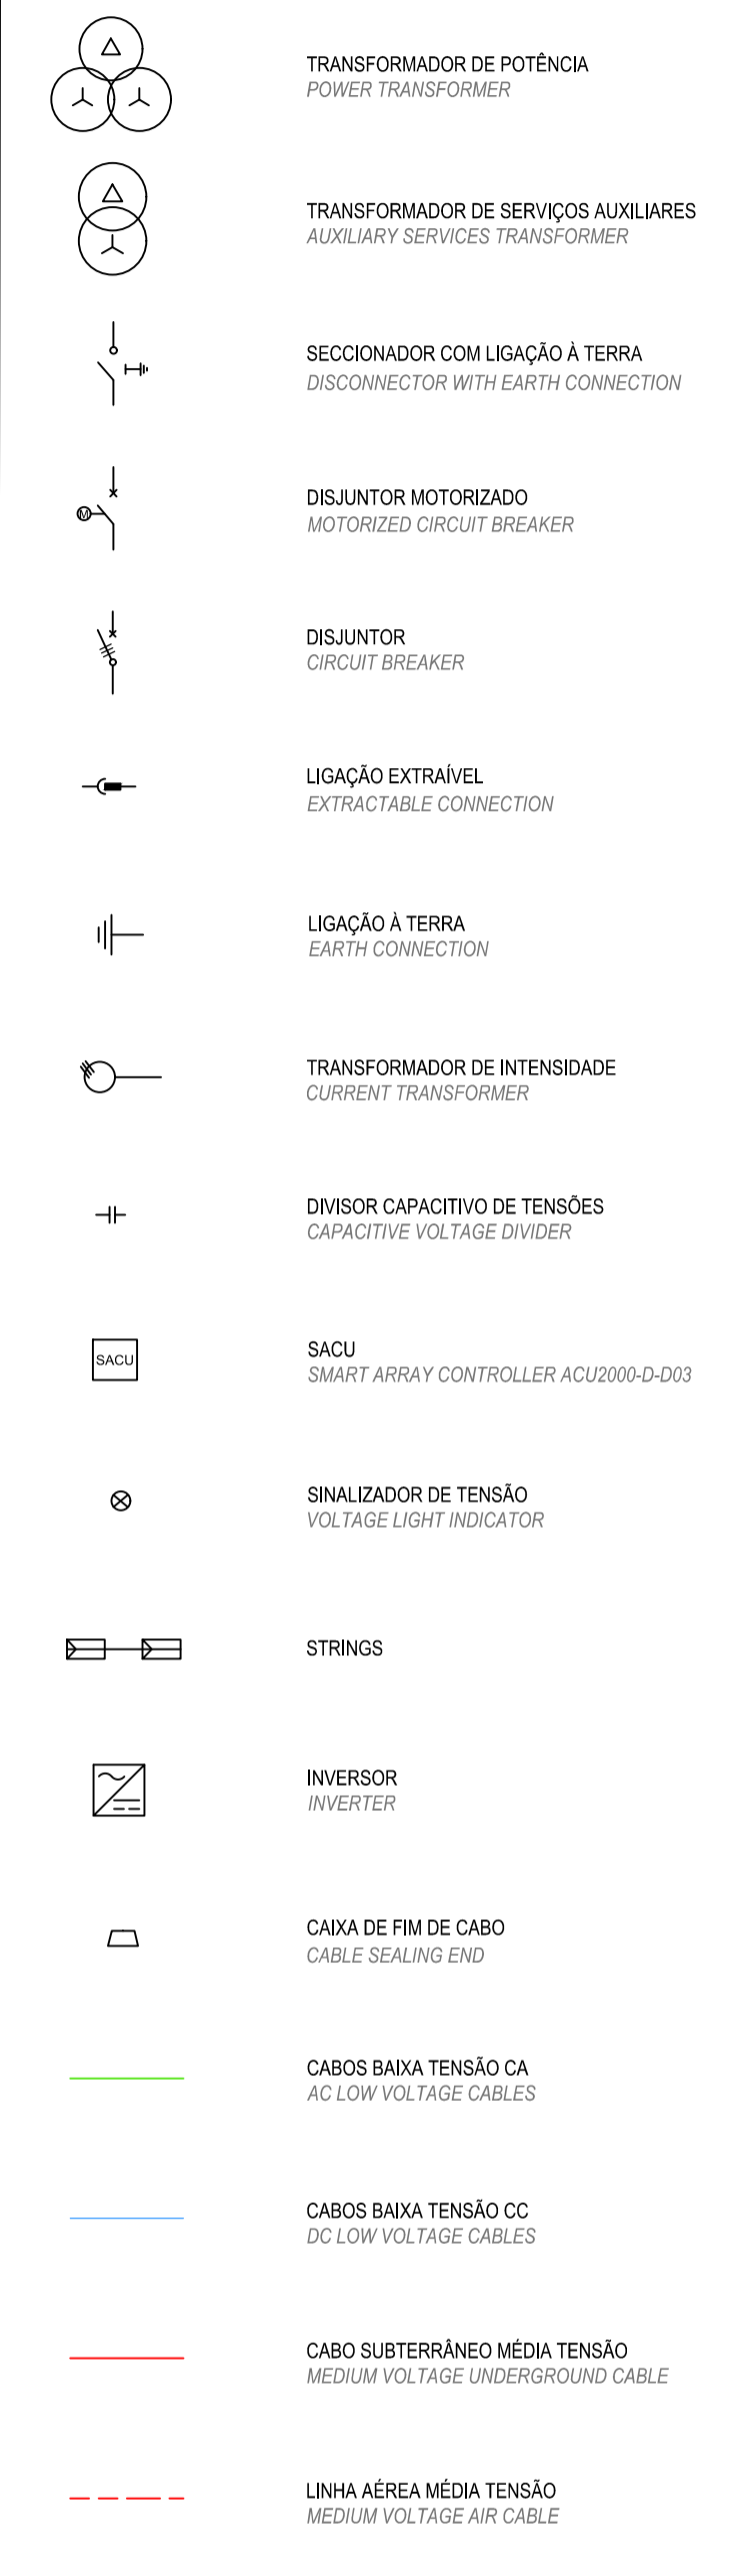 TRANSFORMADOR DE POTÊNCIA
POWER TRANSFORMER
TRANSFORMADOR DE SERVIÇOS AUXILIARES
AUXILIARY SERVICES TRANSFORMER
SECCIONADOR COM LIGAÇÃO À TERRA
DISCONNECTOR WITH EARTH CONNECTION
M
DISJUNTOR MOTORIZADO
MOTORIZED CIRCUIT BREAKER
DISJUNTOR
CIRCUIT BREAKER
LIGAÇÃO EXTRAÍVEL
EXTRACTABLE CONNECTION
LIGAÇÃO À TERRA
EARTH CONNECTION
TRANSFORMADOR DE INTENSIDADE
CURRENT TRANSFORMER
DIVISOR CAPACITIVO DE TENSÕES
CAPACITIVE VOLTAGE DIVIDER
SACU
SACU
SMART ARRAY CONTROLLER ACU2000-D-D03
SINALIZADOR DE TENSÃO
VOLTAGE LIGHT INDICATOR
STRINGS
INVERSOR
INVERTER
CAIXA DE FIM DE CABO
CABLE SEALING END
CABOS BAIXA TENSÃO CA
AC LOW VOLTAGE CABLES
CABOS BAIXA TENSÃO CC
DC LOW VOLTAGE CABLES
CABO SUBTERRÂNEO MÉDIA TENSÃO
MEDIUM VOLTAGE UNDERGROUND CABLE
LINHA AÉREA MÉDIA TENSÃO
MEDIUM VOLTAGE AIR CABLE